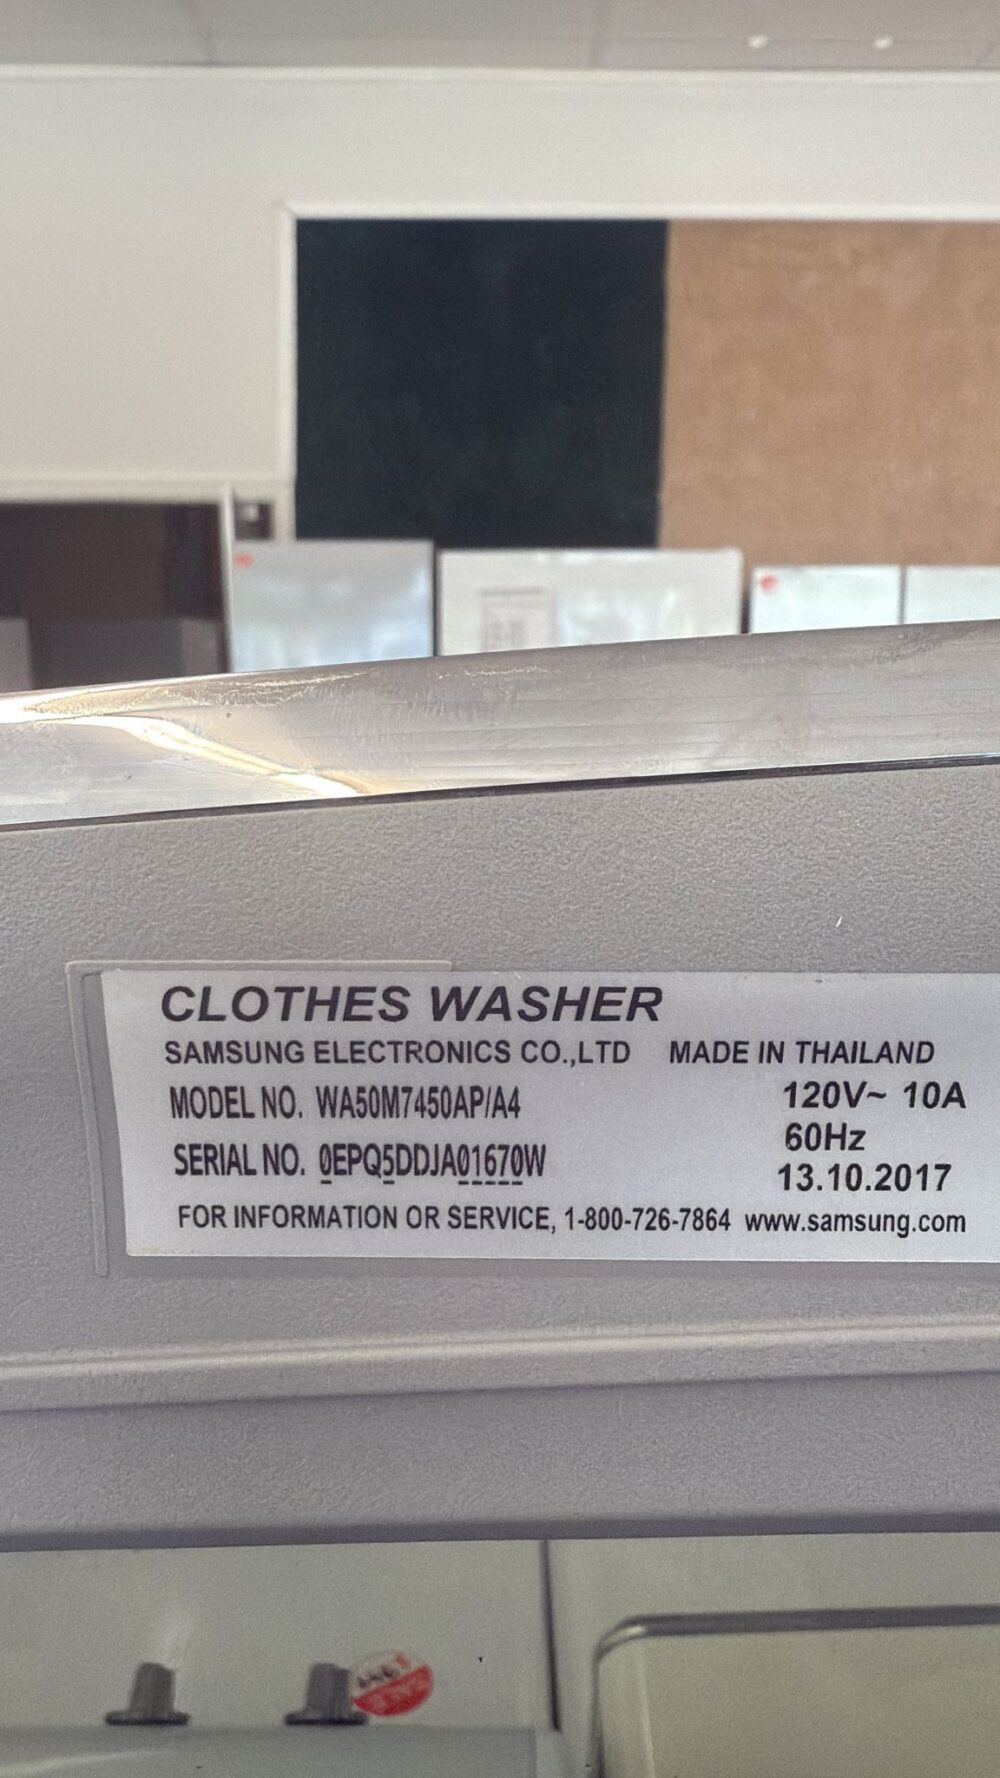 CLOTHES WASHER
SAMSUNG ELECTRONICS CO.,LTD MADE IN THAILAND
MODEL NO. WA50M7450AP/A4 120V~ 10A
60Hz
SERIAL NO. 0EPQ5DDJA01670W 13.10.2017
FOR INFORMATION OR SERVICE, 1-800-726-7864 www.samsung.com